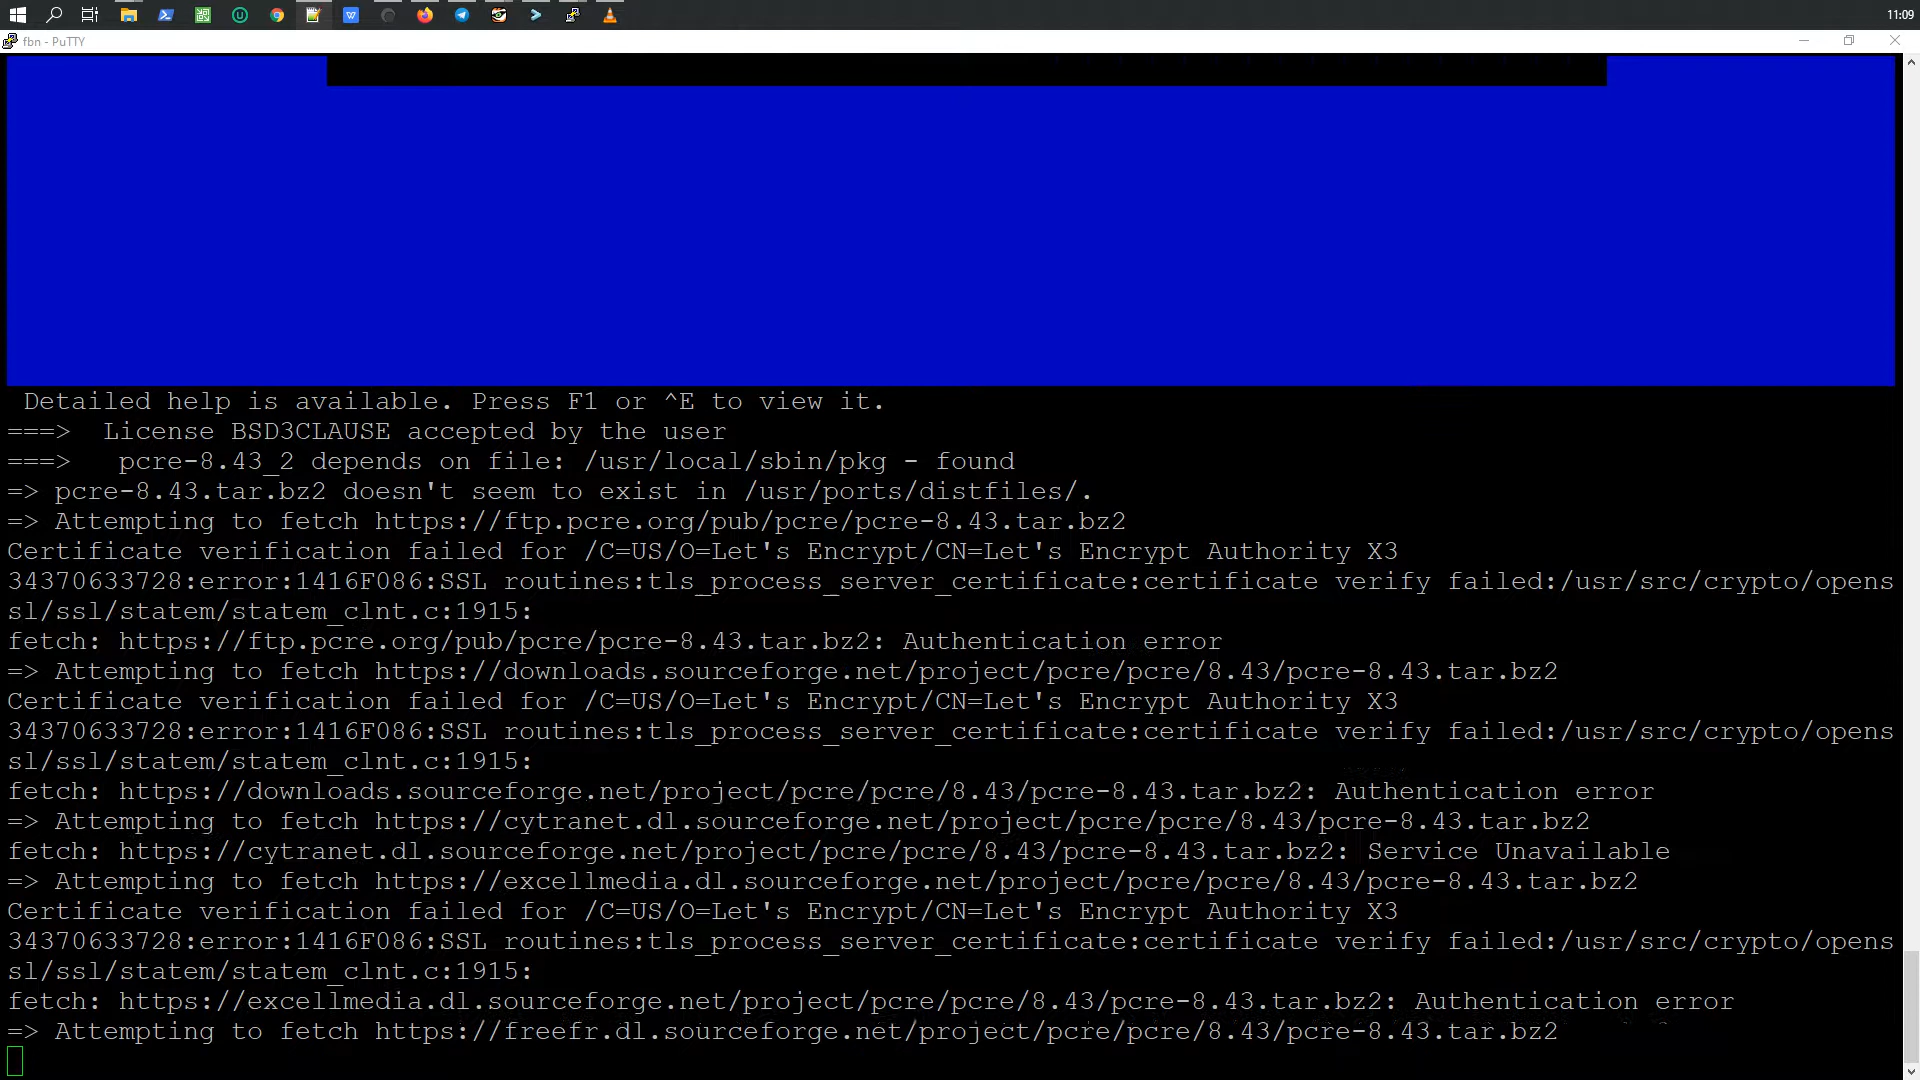 11:09
fbn - PuTTY
Detailed help is available. Press F1 or ^E to view it.
===>  License BSD3CLAUSE accepted by the user
===>   pcre-8.43_2 depends on file: /usr/local/sbin/pkg - found
=> pcre-8.43.tar.bz2 doesn't seem to exist in /usr/ports/distfiles/.
=> Attempting to fetch https://ftp.pcre.org/pub/pcre/pcre-8.43.tar.bz2
Certificate verification failed for /C=US/O=Let's Encrypt/CN=Let's Encrypt Authority X3
34370633728:error:1416F086:SSL routines:tls_process_server_certificate:certificate verify failed:/usr/src/crypto/opens
sl/ssl/statem/statem_clnt.c:1915:
fetch: https://ftp.pcre.org/pub/pcre/pcre-8.43.tar.bz2: Authentication error
=> Attempting to fetch https://downloads.sourceforge.net/project/pcre/pcre/8.43/pcre-8.43.tar.bz2
Certificate verification failed for /C=US/O=Let's Encrypt/CN=Let's Encrypt Authority X3
34370633728:error:1416F086:SSL routines:tls_process_server_certificate:certificate verify failed:/usr/src/crypto/opens
sl/ssl/statem/statem_clnt.c:1915:
fetch: https://downloads.sourceforge.net/project/pcre/pcre/8.43/pcre-8.43.tar.bz2: Authentication error
=> Attempting to fetch https://cytranet.dl.sourceforge.net/project/pcre/pcre/8.43/pcre-8.43.tar.bz2
fetch: https://cytranet.dl.sourceforge.net/project/pcre/pcre/8.43/pcre-8.43.tar.bz2: Service Unavailable
=> Attempting to fetch https://excellmedia.dl.sourceforge.net/project/pcre/pcre/8.43/pcre-8.43.tar.bz2
Certificate verification failed for /C=US/O=Let's Encrypt/CN=Let's Encrypt Authority X3
34370633728:error:1416F086:SSL routines:tls_process_server_certificate:certificate verify failed:/usr/src/crypto/opens
sl/ssl/statem/statem_clnt.c:1915:
fetch: https://excellmedia.dl.sourceforge.net/project/pcre/pcre/8.43/pcre-8.43.tar.bz2: Authentication error
=> Attempting to fetch https://freefr.dl.sourceforge.net/project/pcre/pcre/8.43/pcre-8.43.tar.bz2